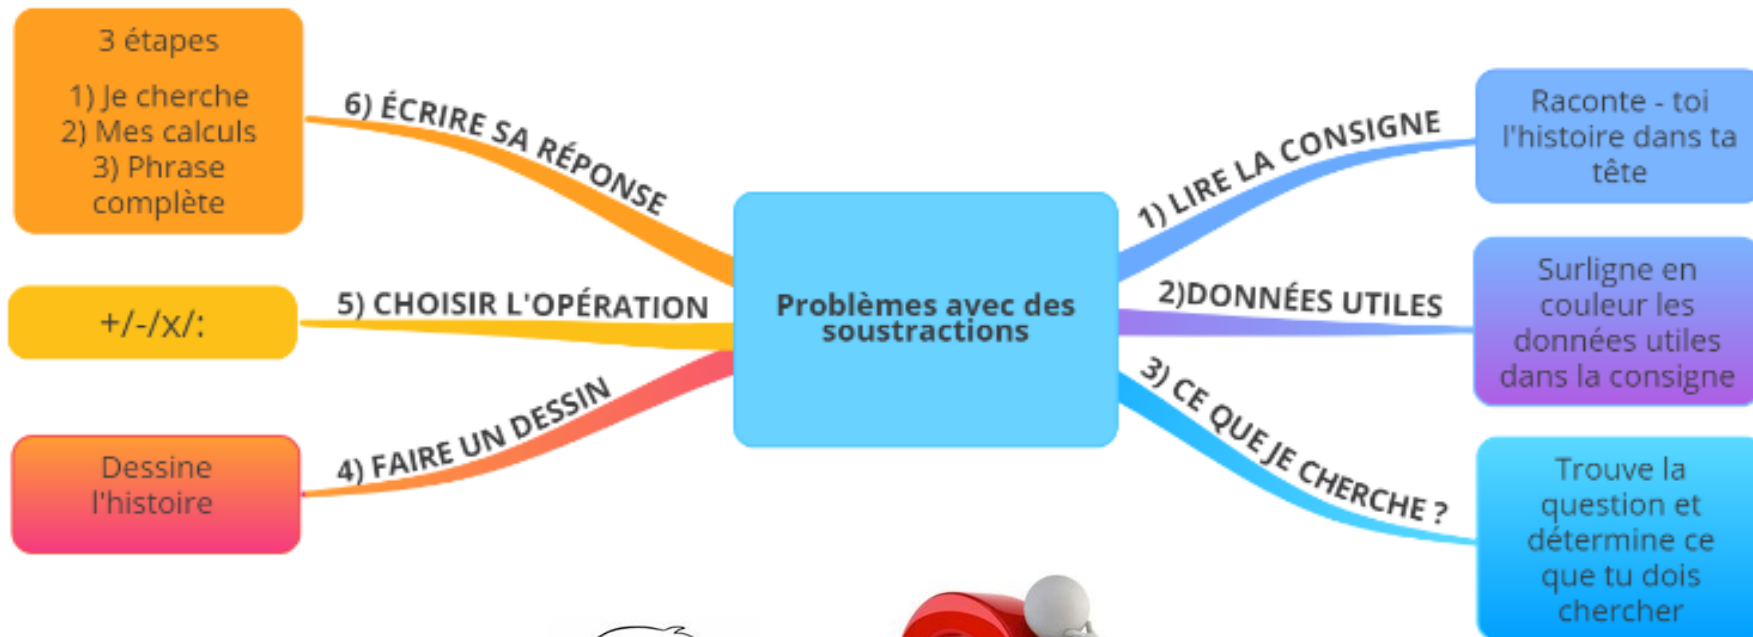 Problèmes avec des
soustractions
1) LIRE LA CONSIGNE
Raconte - toi
l'histoire dans ta
tête
2)DONNÉES UTILES
Surligne en
couleur les
données utiles
dans la consigne
3) CE QUE JE CHERCHE ?
Trouve la
question et
détermine ce
que tu dois
chercher
4) FAIRE UN DESSIN
Dessine
l'histoire
5) CHOISIR L'OPÉRATION
+/-/x/:
6) ÉCRIRE SA RÉPONSE
3 étapes
1) Je cherche
2) Mes calculs
3) Phrase
complète